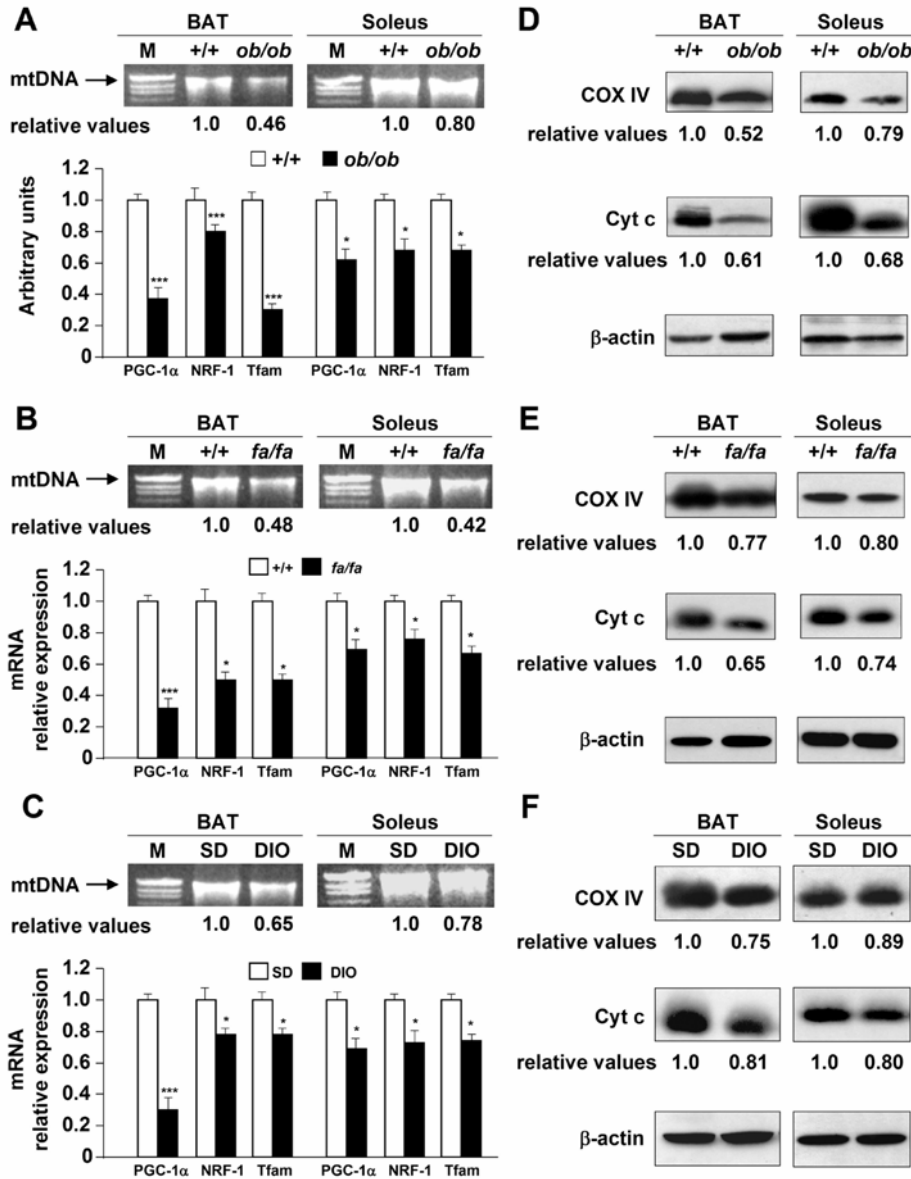 A
BAT Soleus
M +/+ ob/ob M +/+ ob/ob
mtDNA
relative values 1.0 0.46 1.0 0.80
+/+ ob/ob
Arbitrary units
1.2
1.0
0.8
0.6
0.4
0.2
0
*** *** *** * * *
PGC-1α NRF-1 Tfam PGC-1α NRF-1 Tfam
B
BAT Soleus
M +/+ fa/fa M +/+ fa/fa
mtDNA
relative values 1.0 0.48 1.0 0.42
+/+ fa/fa
mRNA
relative expression
1.2
1.0
0.8
0.6
0.4
0.2
0
*** * * * * *
PGC-1α NRF-1 Tfam PGC-1α NRF-1 Tfam
C
BAT Soleus
M SD DIO M SD DIO
mtDNA
relative values 1.0 0.65 1.0 0.78
SD DIO
mRNA
relative expression
1.2
1.0
0.8
0.6
0.4
0.2
0
*** * * * * *
PGC-1α NRF-1 Tfam PGC-1α NRF-1 Tfam
D
BAT Soleus
+/+ ob/ob +/+ ob/ob
COX IV
relative values 1.0 0.52 1.0 0.79
Cyt c
relative values 1.0 0.61 1.0 0.68
β-actin
E
BAT Soleus
+/+ fa/fa +/+ fa/fa
COX IV
relative values 1.0 0.77 1.0 0.80
Cyt c
relative values 1.0 0.65 1.0 0.74
β-actin
F
BAT Soleus
SD DIO SD DIO
COX IV
relative values 1.0 0.75 1.0 0.89
Cyt c
relative values 1.0 0.81 1.0 0.80
β-actin